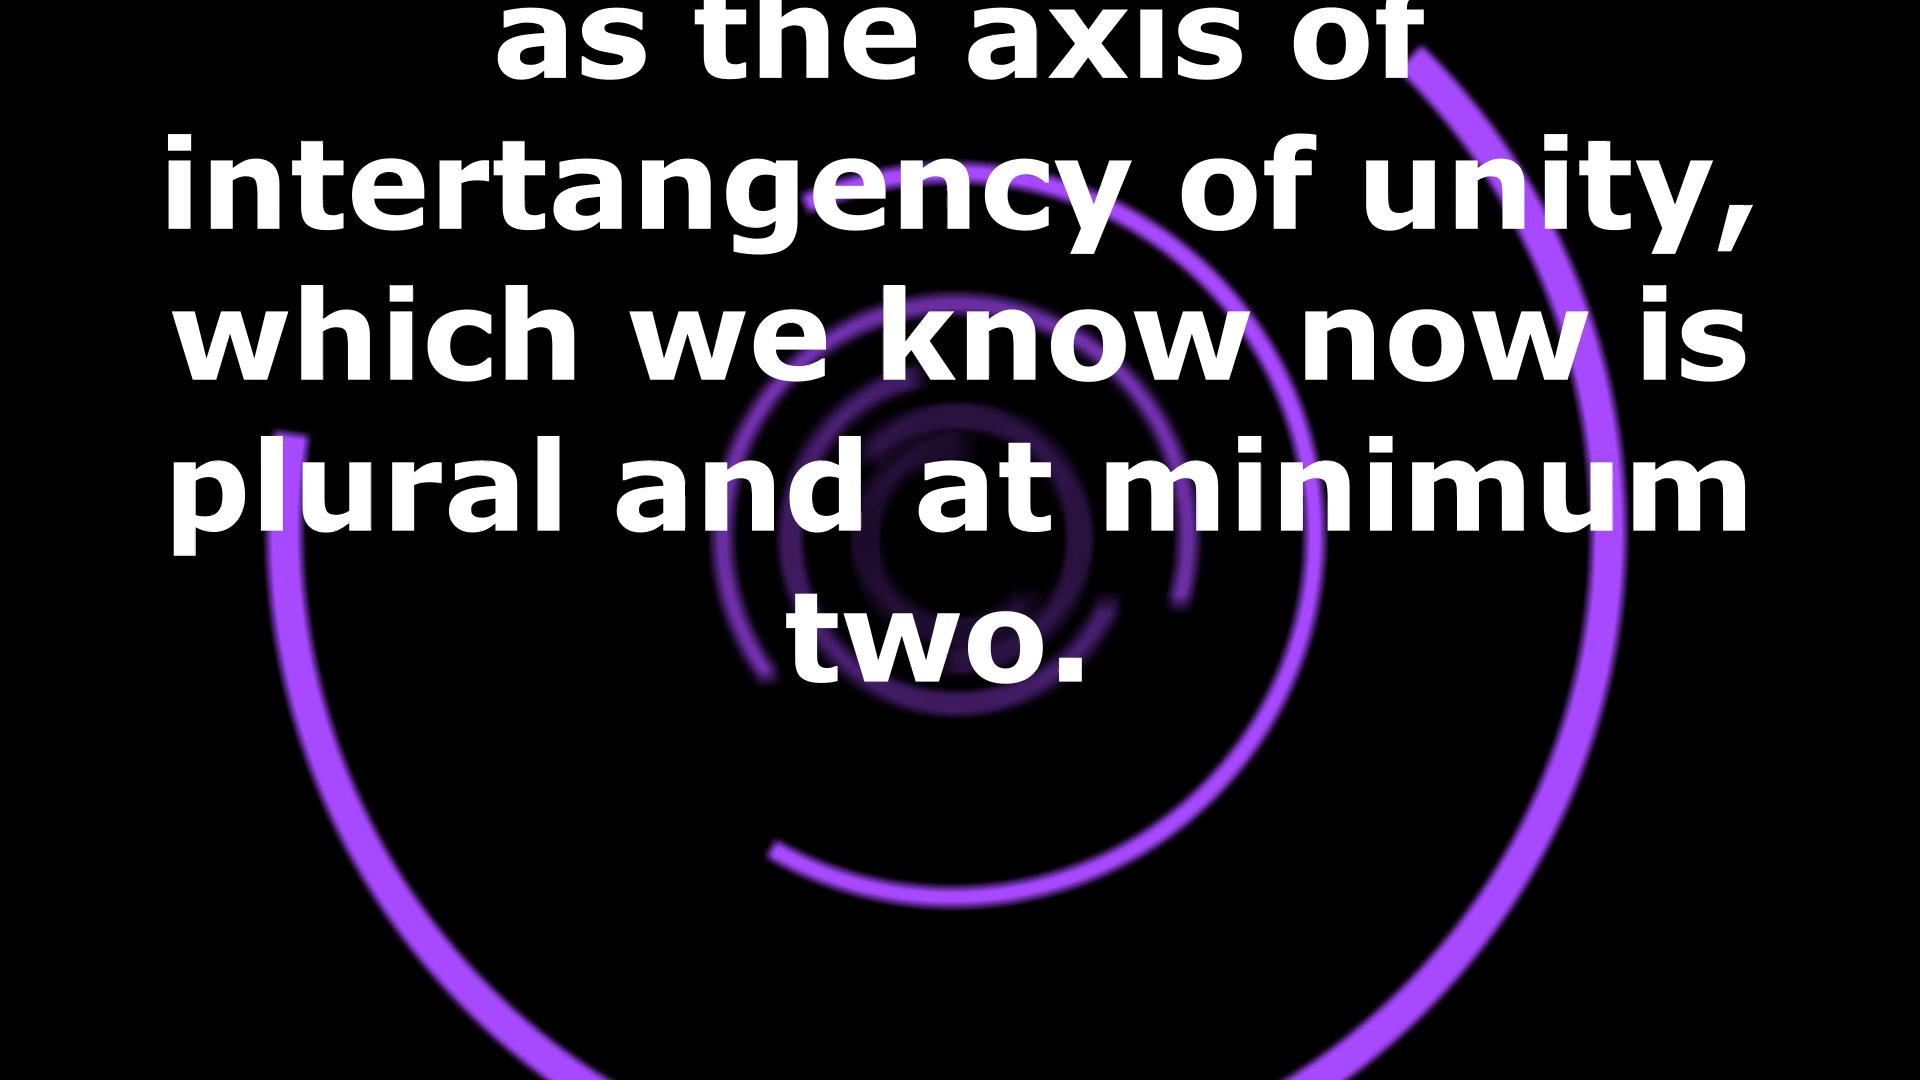 as the axis of
intertangency of unity,
which we know now is
plural and at minimum
two.